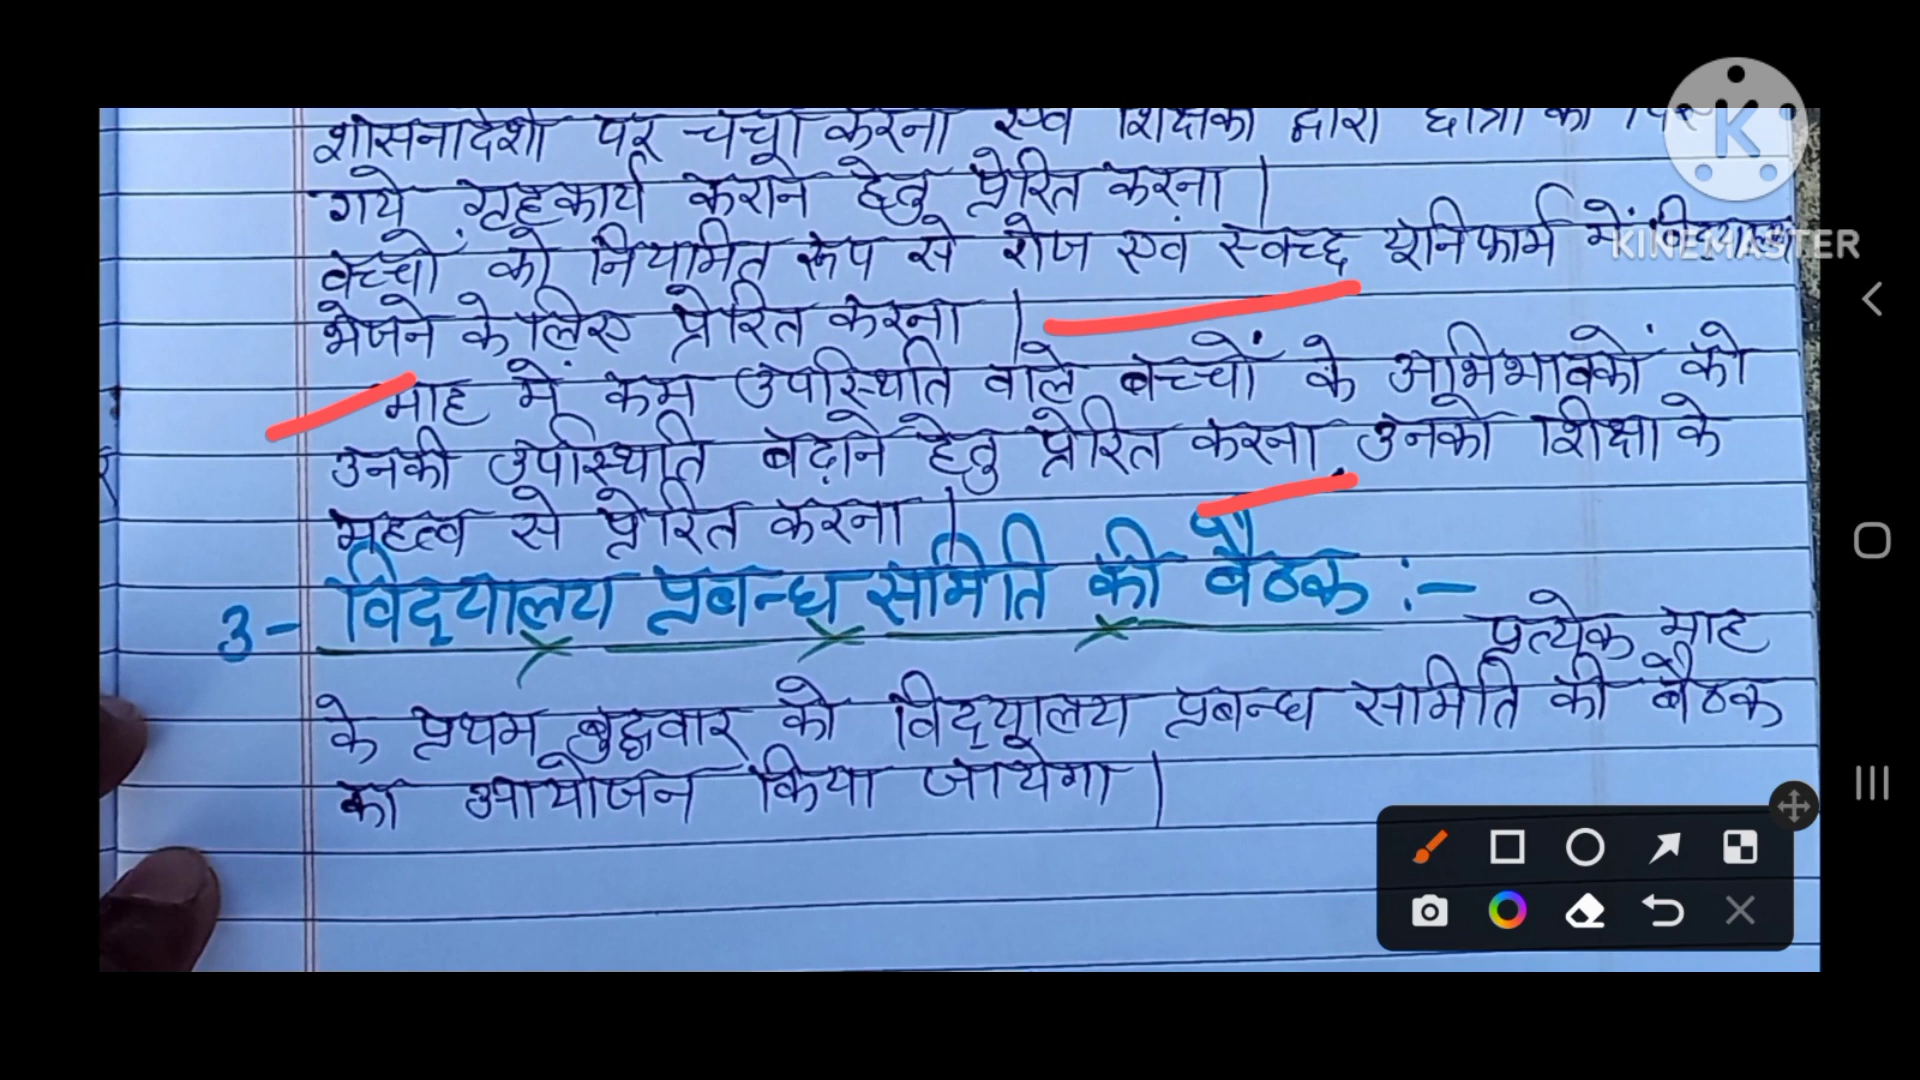 शासनादेशों पर चर्चा करना एवं शिक्षकों द्वारा छात्रों को
गये गृहकार्य कराने हेतु प्रेरित करना |
बच्चों को नियमित रूप से रोज एवं स्वच्छ यूनिफार्म में विद्यालय
भेजने के लिए प्रेरित करना |
माह में कम उपस्थिति वाले बच्चों के अभिभावकों को
उनकी उपस्थिति बढ़ाने हेतु प्रेरित करना, उनको शिक्षा के
महत्व से प्रेरित करना |
3- विद्यालय प्रबन्ध समिति की बैठक :-
प्रत्येक माह
के प्रथम बुद्धवार को विद्यालय प्रबन्ध समिति की बैठक
का आयोजन किया जायेगा |
K
KINEMASTER